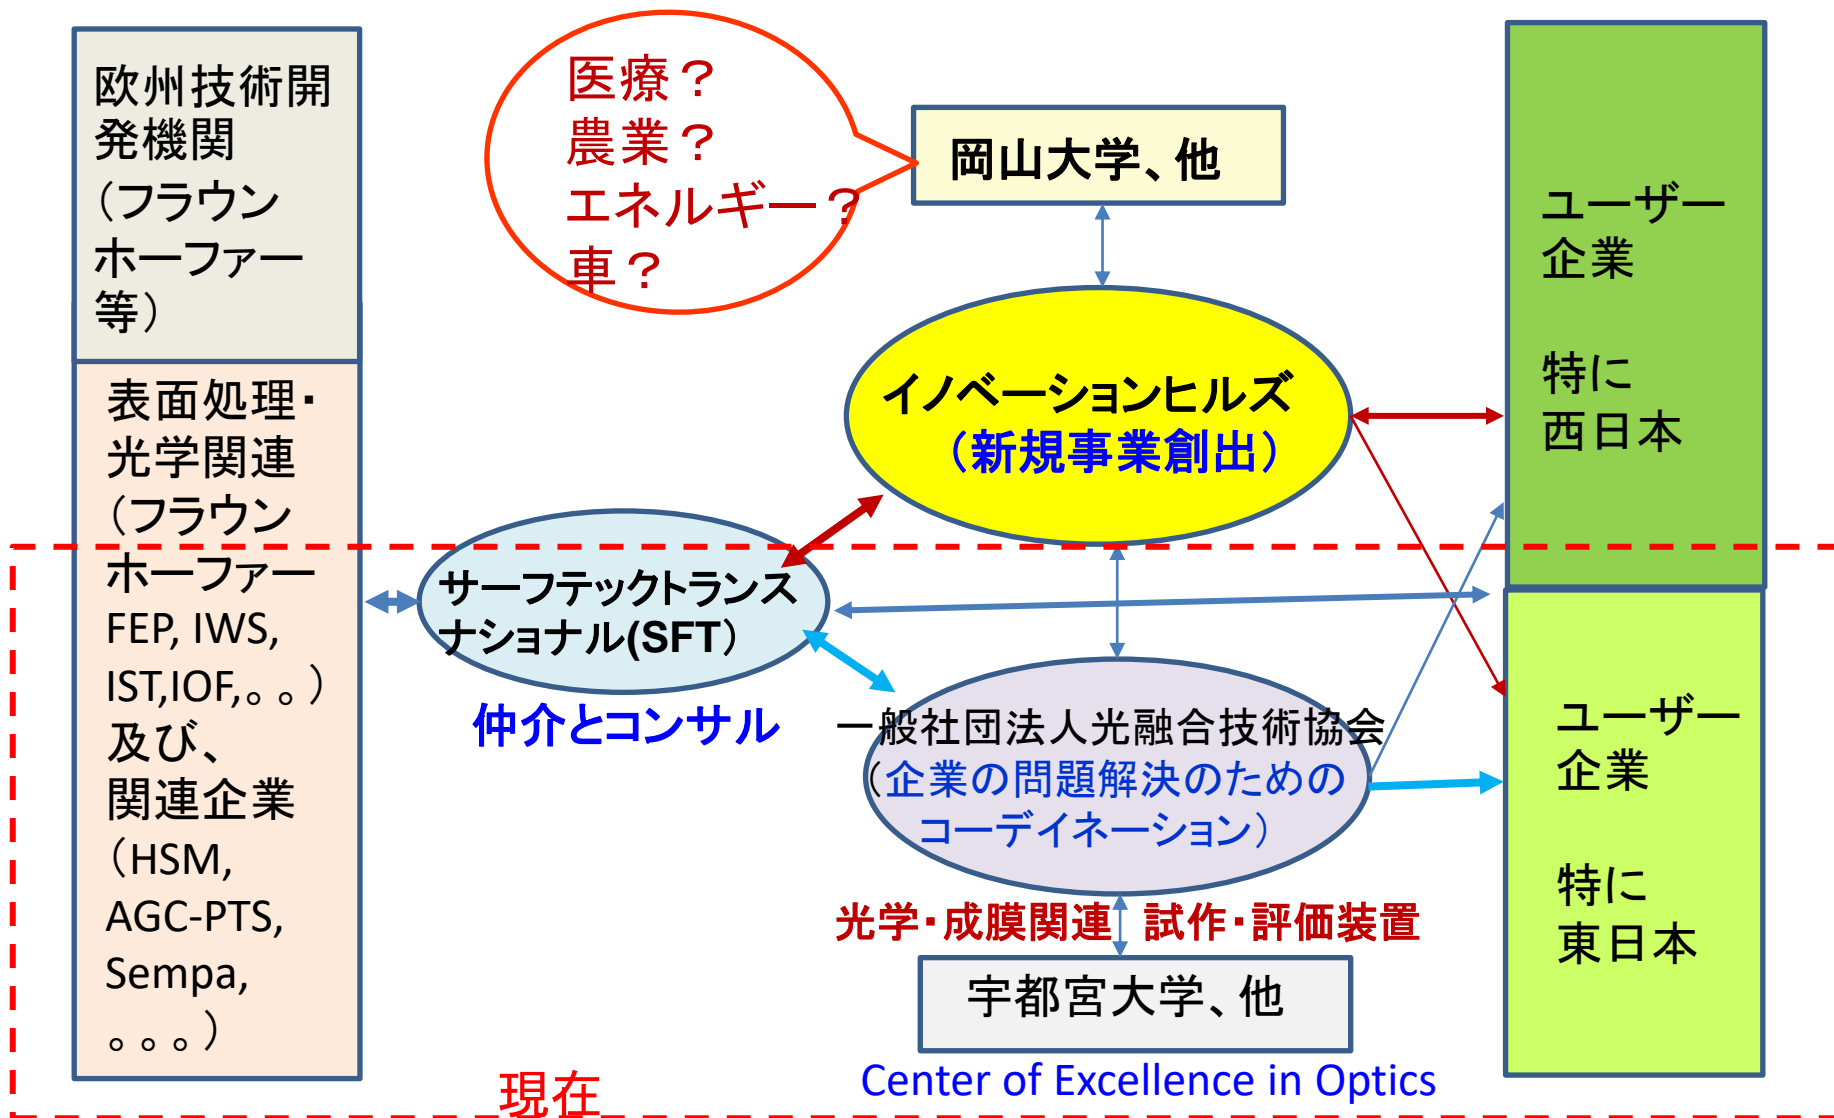 欧州技術開
発機関
（フラウン
ホーファー
等）
表面処理・
光学関連
（フラウン
ホーファー
FEP, IWS,
IST,IOF,。。）
及び、
関連企業
（HSM,
AGC-PTS,
Sempa,
。。。）
医療？
農業？
エネルギー？
車？
岡山大学、他
イノベーションヒルズ
（新規事業創出）
サーフテックトランス
ナショナル(SFT）
仲介とコンサル
一般社団法人光融合技術協会
（企業の問題解決のための
コーデイネーション）
光学・成膜関連　試作・評価装置
宇都宮大学、他
Center of Excellence in Optics
現在
ユーザー
企業
特に
西日本
ユーザー
企業
特に
東日本